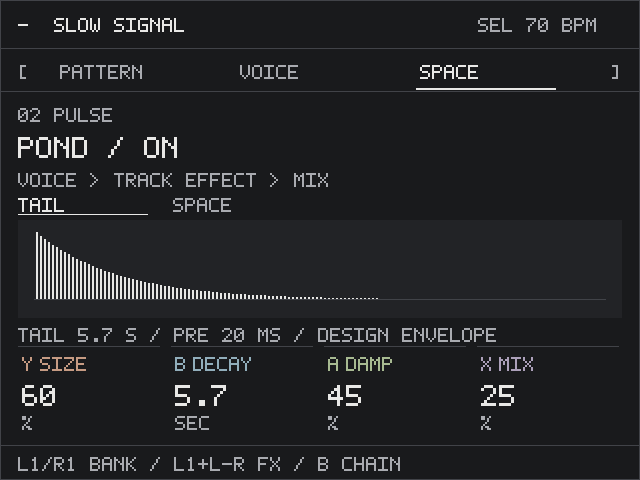 — SLOW SIGNAL SEL 70 BPM
[ PATTERN VOICE SPACE ]
02 PULSE
POND / ON
VOICE > TRACK EFFECT > MIX
TAIL SPACE
TAIL 5.7 S / PRE 20 MS / DESIGN ENVELOPE
Y SIZE B DECAY A DAMP X MIX
60 5.7 45 25
% SEC % %
L1/R1 BANK / L1+L-R FX / B CHAIN